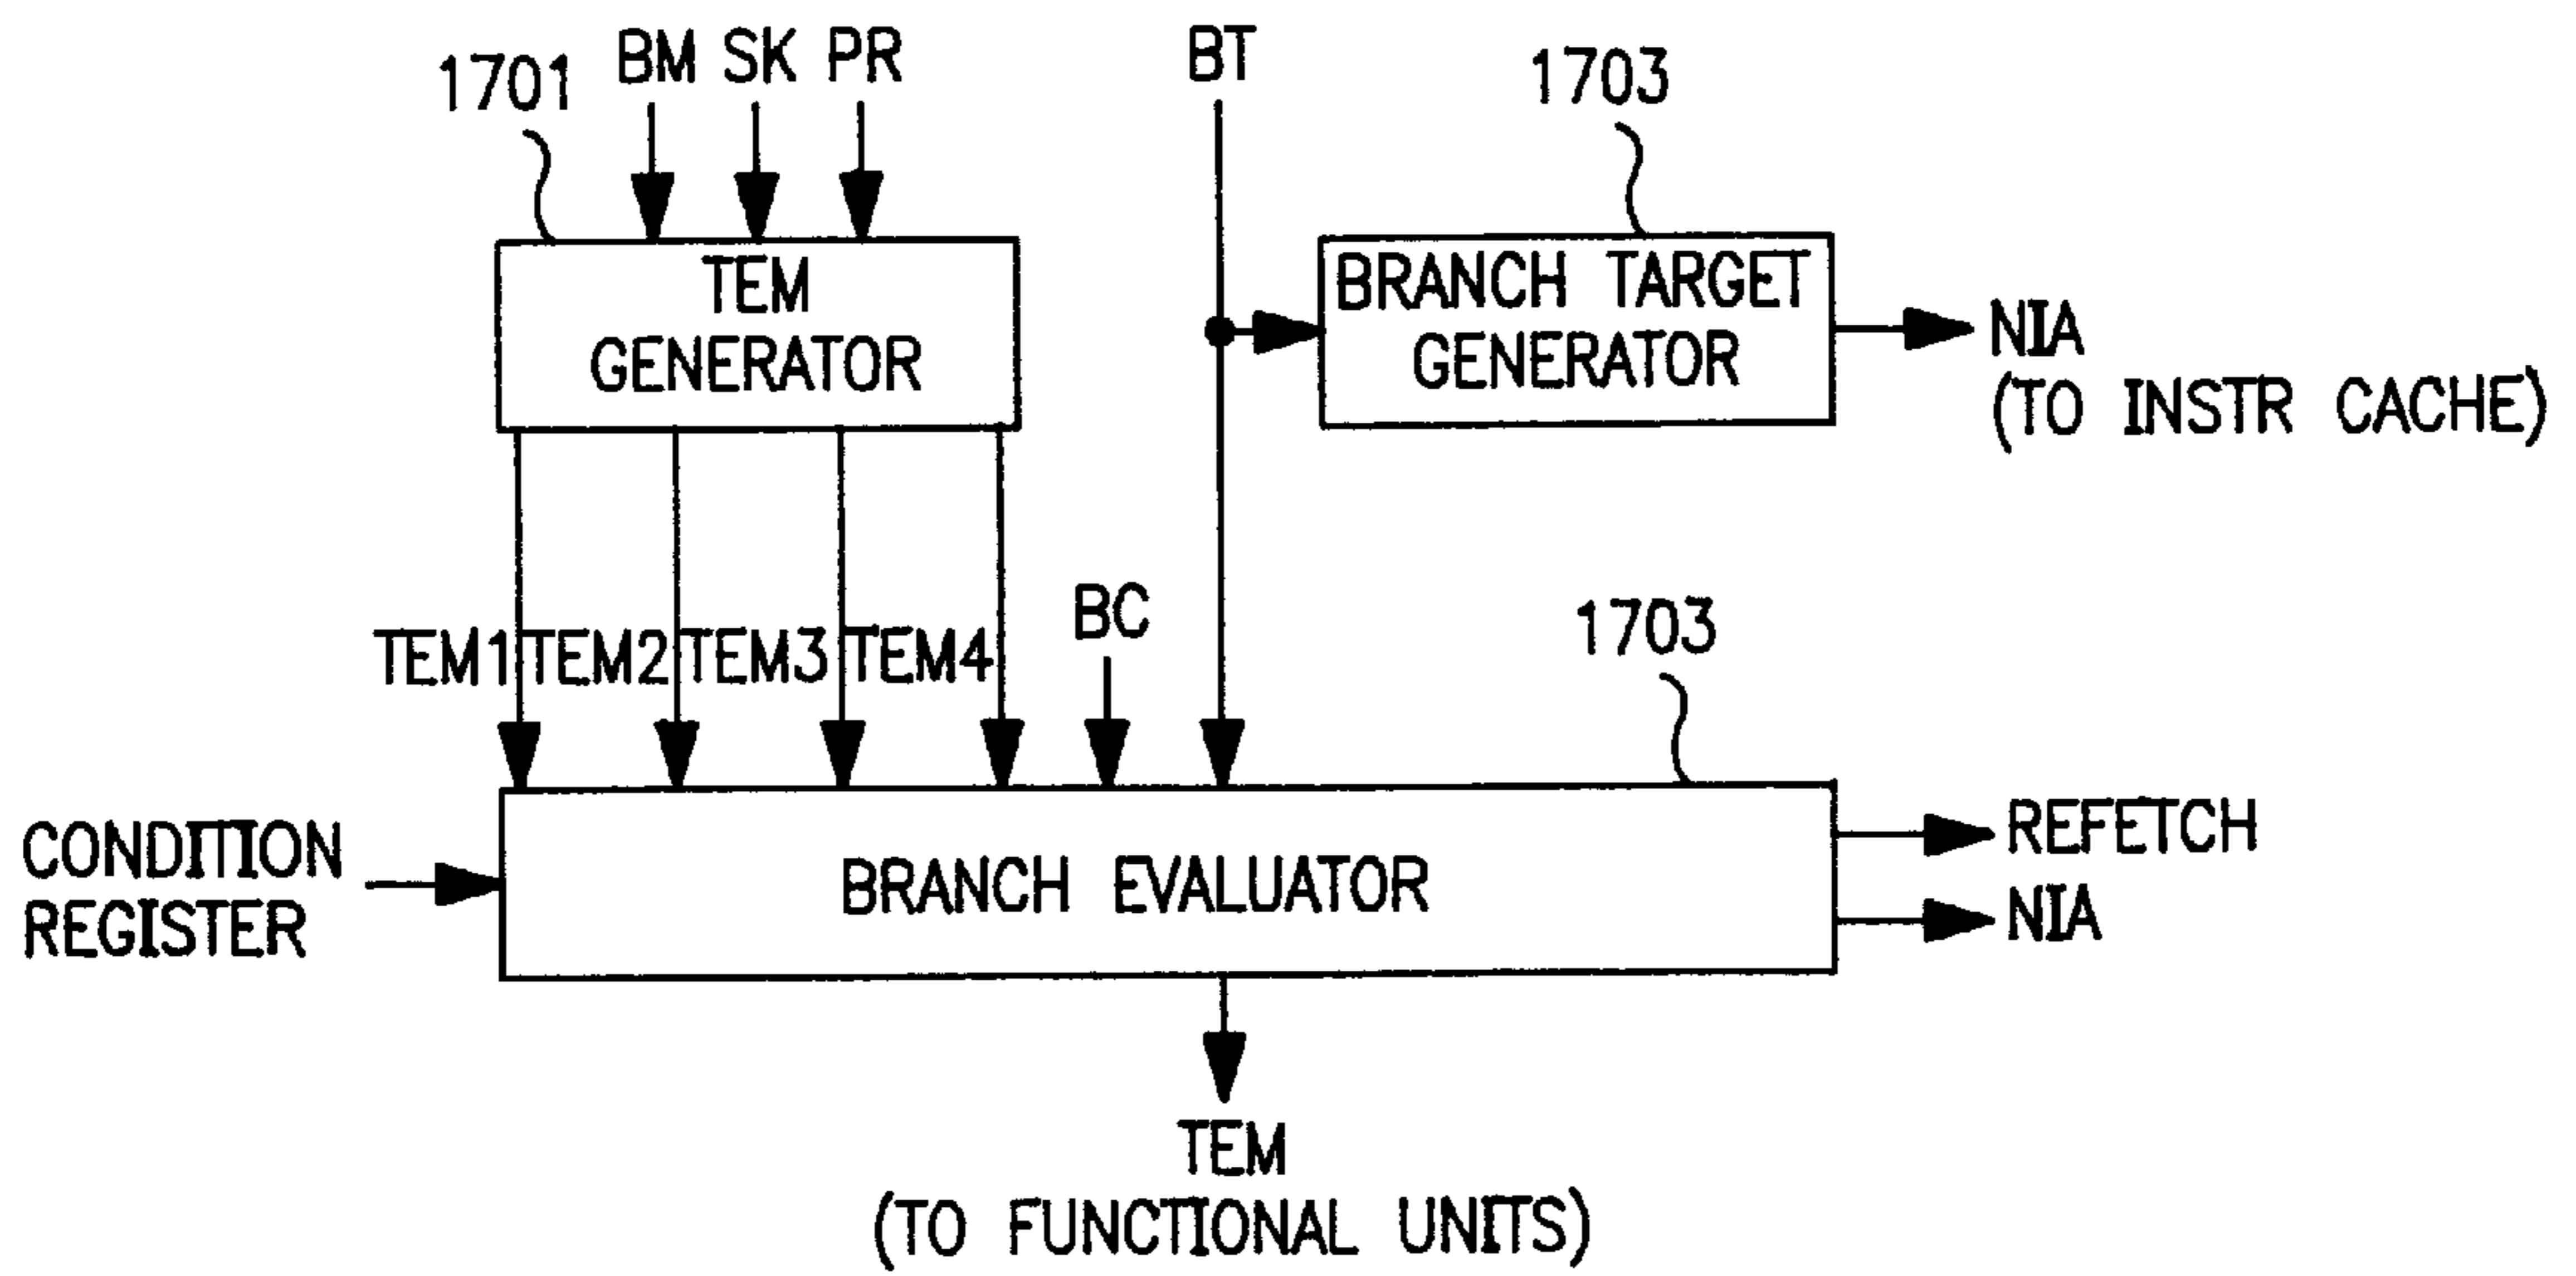 1701
BM SK PR
BT
1703
TEM
GENERATOR
BRANCH TARGET
GENERATOR
NIA
(TO INSTR CACHE)
TEM1 TEM2 TEM3 TEM4
BC
1703
CONDITION
REGISTER
BRANCH EVALUATOR
REFETCH
NIA
TEM
(TO FUNCTIONAL UNITS)